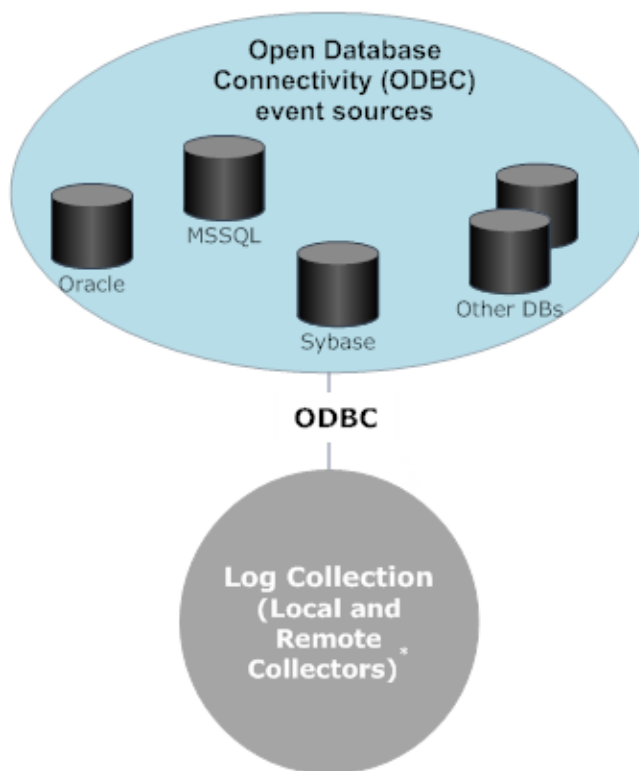 Open Database
Connectivity (ODBC)
event sources
MSSQL
Oracle
Other DBs
Sybase
ODBC
Log Collection
(Local and
Remote
Collectors)*